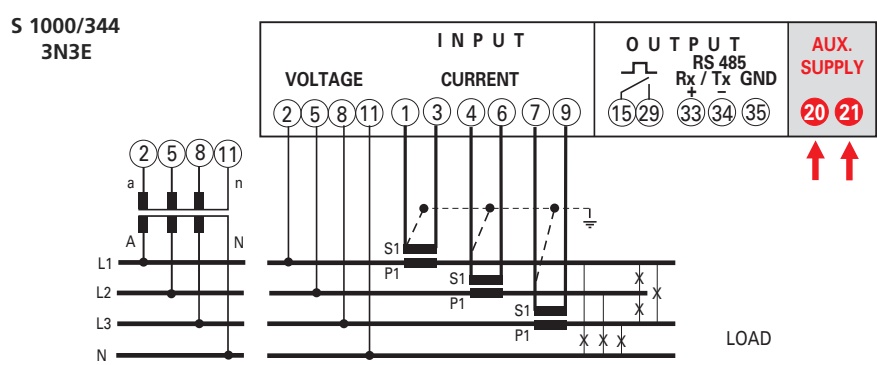 S 1000/344
3N3E
I N P U T
VOLTAGE
CURRENT
2 5 8 11 1 3 4 6 7 9
O U T P U T
RS 485
Rx / Tx GND
+ –
15 29 33 34 35
AUX.
SUPPLY
20 21
2 5 8 11
a n
A N
S1
P1
S1
P1
S1
P1
L1
L2
L3
N
X
X
X
X X X
LOAD